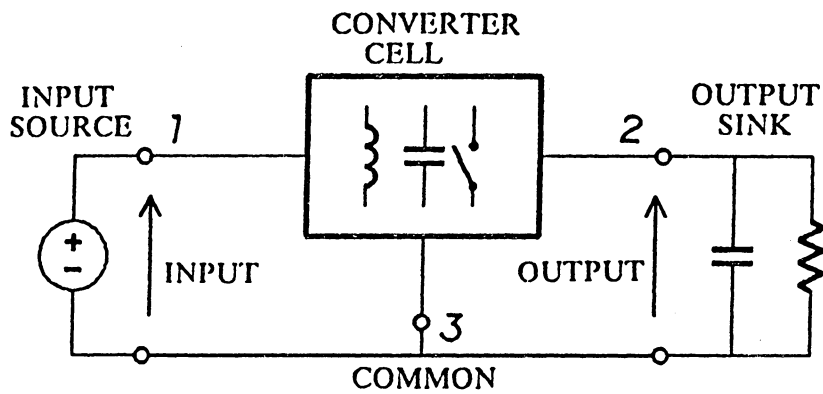 CONVERTER
CELL
INPUT
SOURCE
1
2
OUTPUT
SINK
+
−
INPUT
OUTPUT
3
COMMON